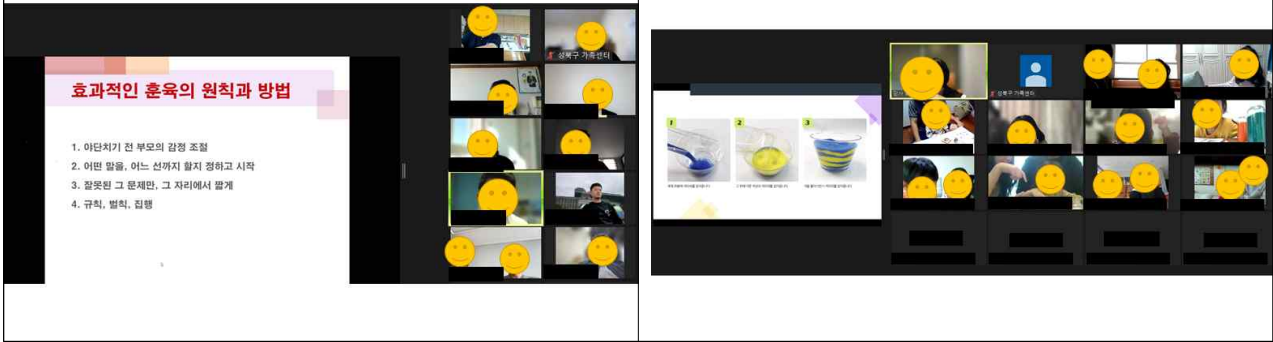 효과적인 훈육의 원칙과 방법
1. 야단치기 전 부모의 감정 조절
2. 어떤 말을, 어느 선까지 할지 정하고 시작
3. 잘못된 그 문제만, 그 자리에서 짧게
4. 규칙, 벌칙, 집행
성북구 가족센터
성북구 가족센터
1
2
3